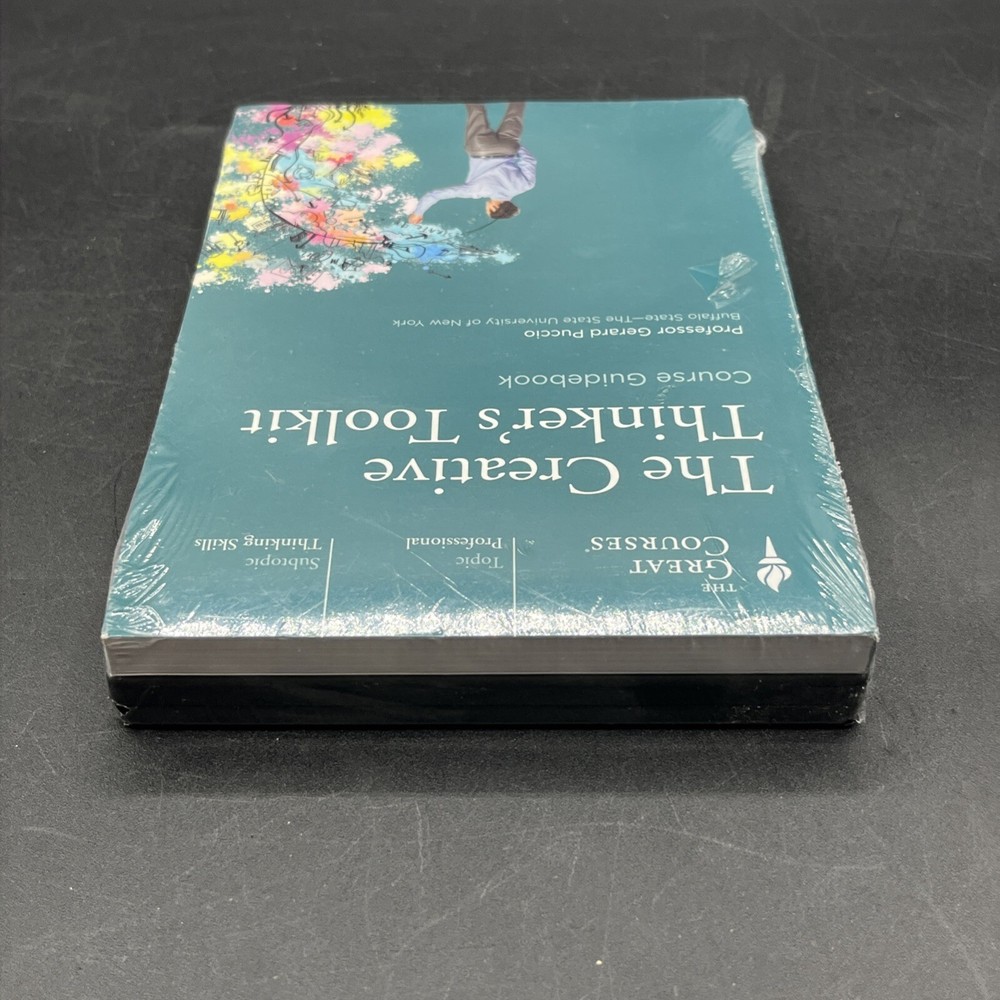 THE
GREAT
COURSES®
Topic
Professional
Subtopic
Thinking Skills
The Creative
Thinker's Toolkit
Course Guidebook
Professor Gerard Puccio
Buffalo State—The State University of New York